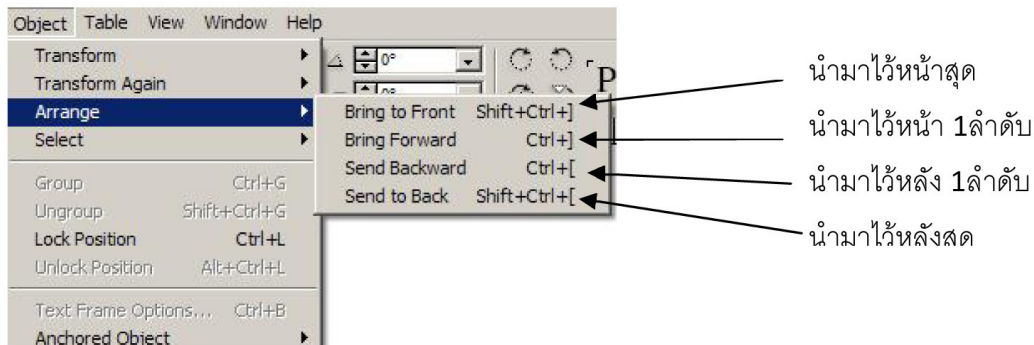 Object Table View Window Help
Transform
Transform Again
Arrange
Select
Group Ctrl+G
Ungroup Shift+Ctrl+G
Lock Position Ctrl+L
Unlock Position Alt+Ctrl+L
Text Frame Options... Ctrl+B
Anchored Object
0°
0°
P
Bring to Front Shift+Ctrl+]
Bring Forward Ctrl+]
Send Backward Ctrl+[
Send to Back Shift+Ctrl+[
นำมาไว้หน้าสุด
นำมาไว้หน้า 1ลำดับ
นำมาไว้หลัง 1ลำดับ
นำมาไว้หลังสุด